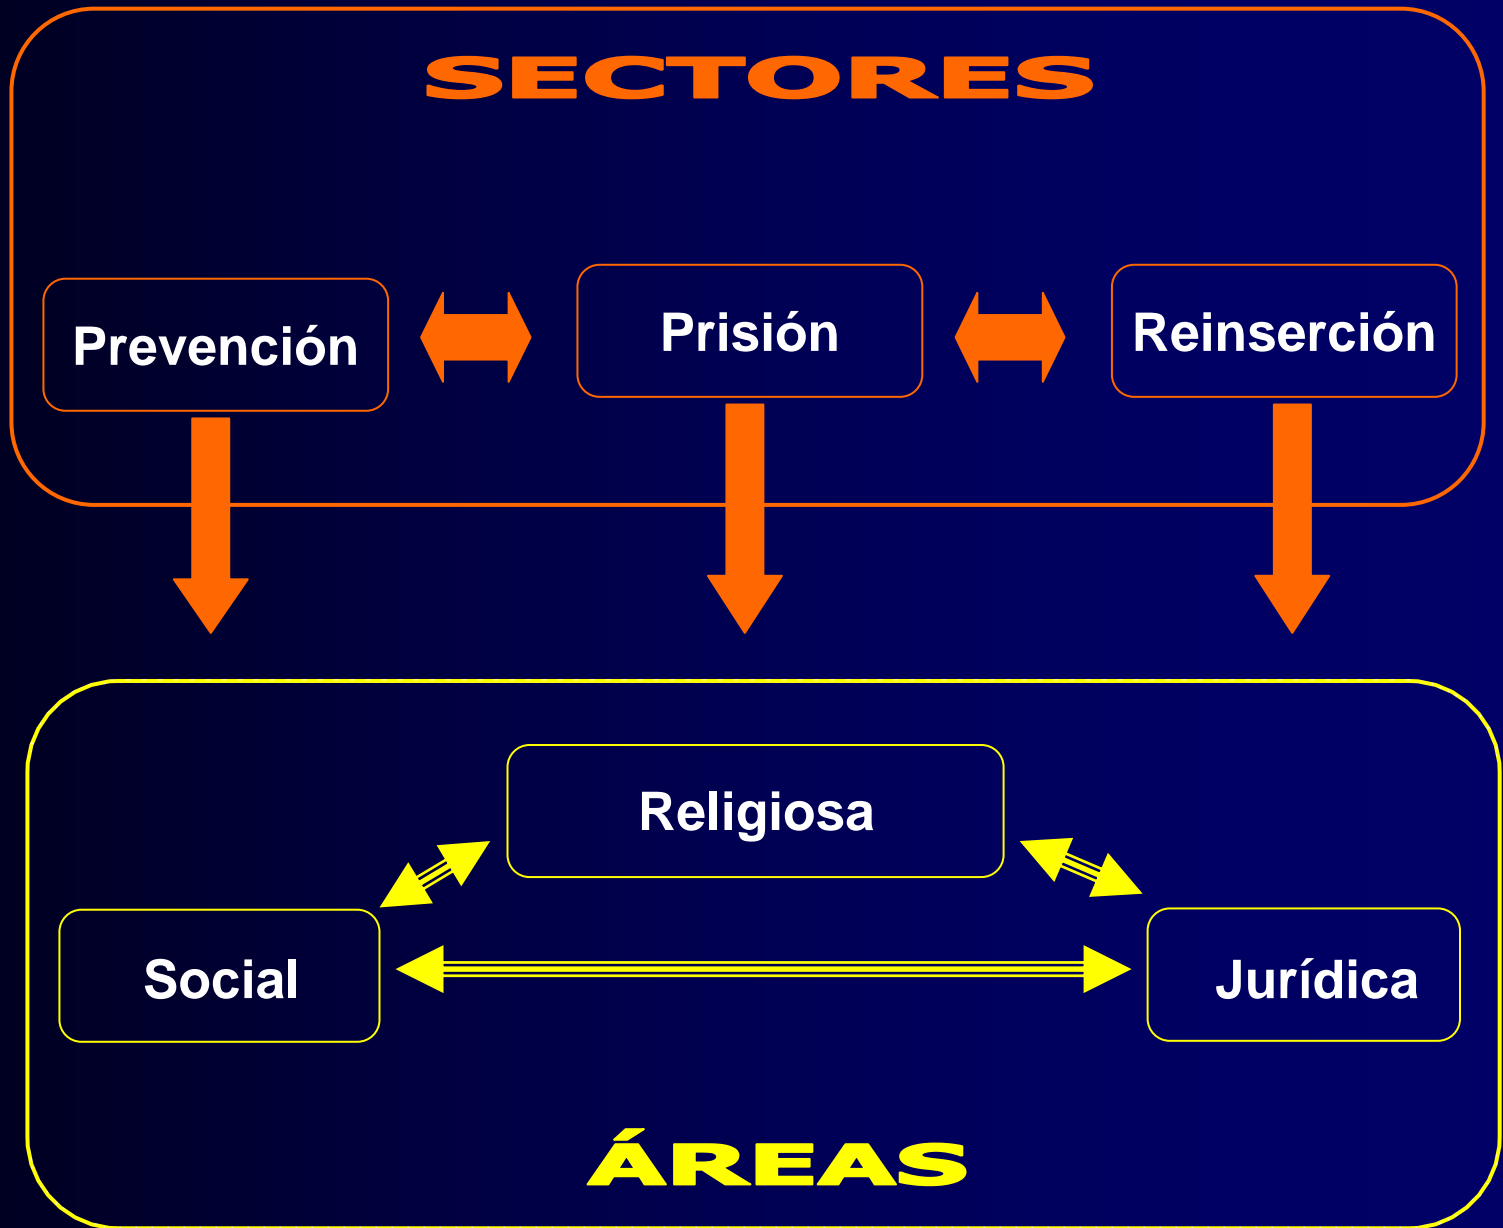 SECTORES
Prevención
Prisión
Reinserción
Religiosa
Social
Jurídica
ÁREAS